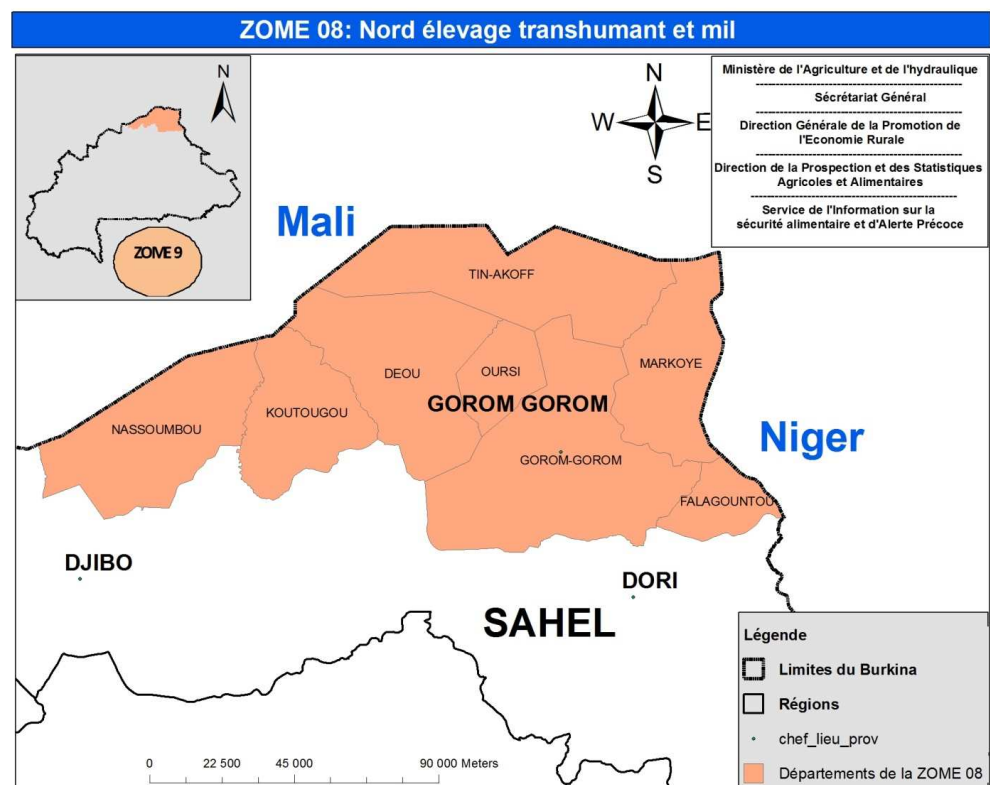 ZOME 08: Nord élevage transhumant et mil
N
ZOME 9
N
W
E
S
Ministère de l'Agriculture et de l'hydraulique
Sécrétariat Général
Direction Générale de la Promotion de
l'Economie Rurale
Direction de la Prospection et des Statistiques
Agricoles et Alimentaires
Service de l'Information sur la
sécurité alimentaire et d'Alerte Précoce
Mali
TIN-AKOFF
MARKOYE
DEOU
OURSI
GOROM GOROM
KOUTOUGOU
NASSOUMBOU
Niger
GOROM-GOROM
FALAGOUNTOU
DJIBO
DORI
SAHEL
Légende
Limites du Burkina
Régions
chef_lieu_prov
Départements de la ZOME 08
0 22 500 45 000 90 000 Meters